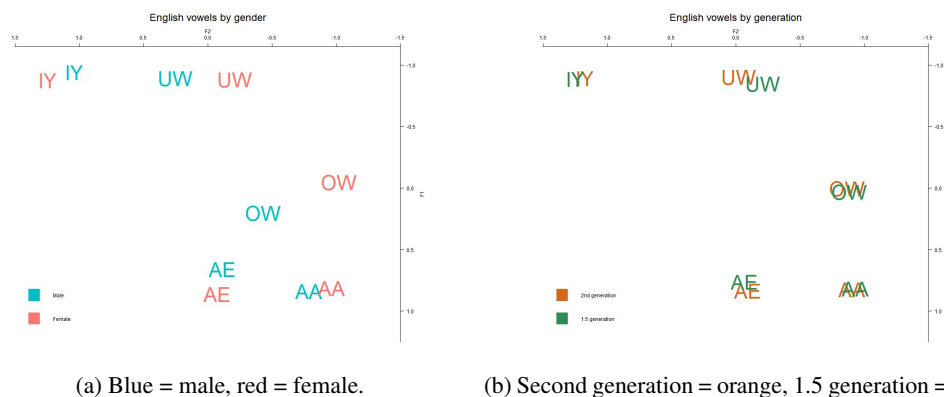 English vowels by gender
F2
1.5 1.0 0.5 0.0 -0.5 -1.0 -1.5
-1.0
IY IY UW UW
-0.5
OW
0.0
F1
OW
0.5
AE
AE AA AA
1.0
Male
Female
English vowels by generation
F2
1.5 1.0 0.5 0.0 -0.5 -1.0 -1.5
-1.0
IY IY UW UW
-0.5
OW
0.0
F1
OW
0.5
AE
AE AA AA
1.0
2nd generation
1.5 generation
(a) Blue = male, red = female.
(b) Second generation = orange, 1.5 generation =